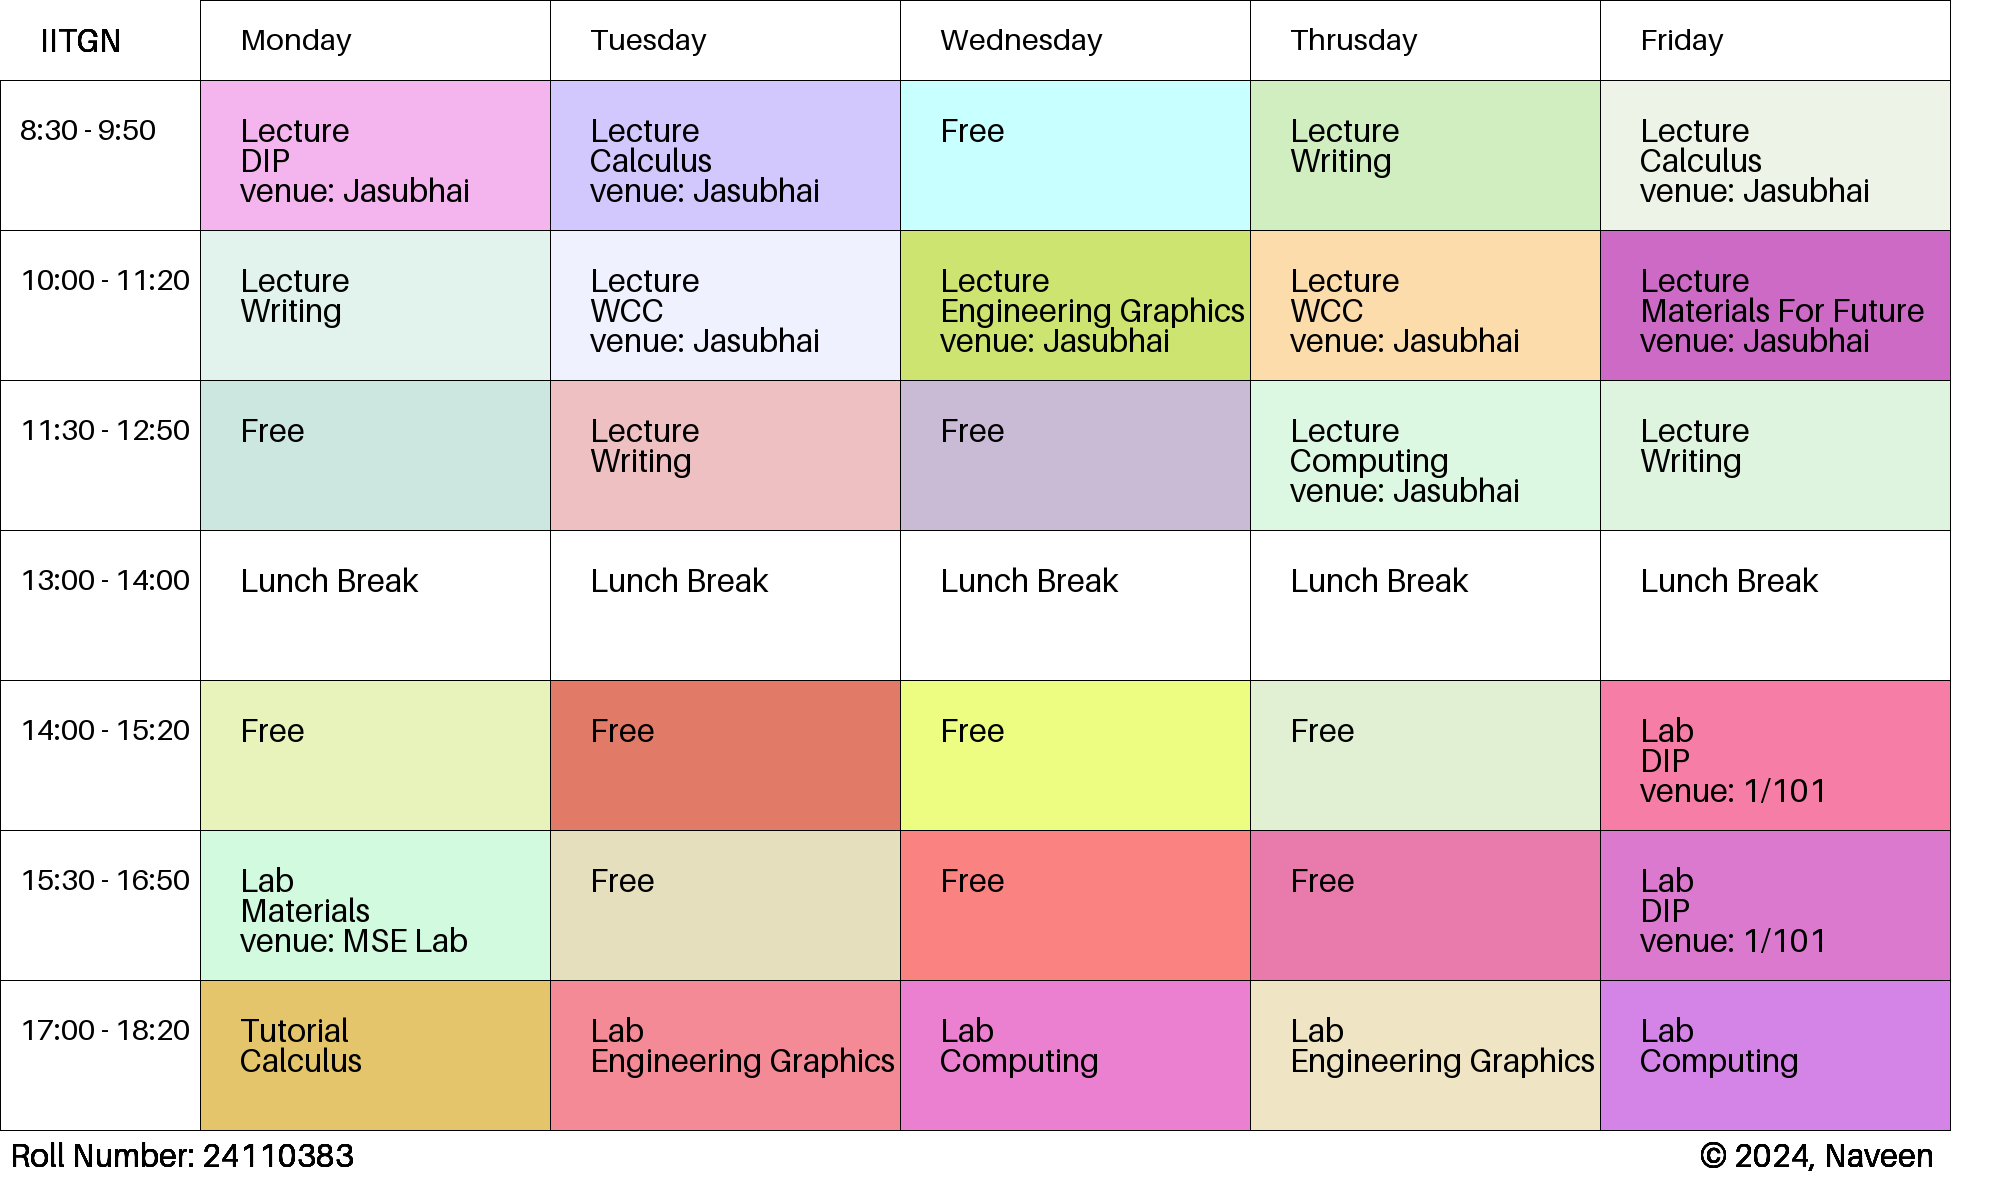 IITGN
Monday
Tuesday
Wednesday
Thrusday
Friday
8:30 - 9:50
Lecture
DIP
venue: Jasubhai
Lecture
Calculus
venue: Jasubhai
Free
Lecture
Writing
Lecture
Calculus
venue: Jasubhai
10:00 - 11:20
Lecture
Writing
Lecture
WCC
venue: Jasubhai
Lecture
Engineering Graphics
venue: Jasubhai
Lecture
WCC
venue: Jasubhai
Lecture
Materials For Future
venue: Jasubhai
11:30 - 12:50
Free
Lecture
Writing
Free
Lecture
Computing
venue: Jasubhai
Lecture
Writing
13:00 - 14:00
Lunch Break
Lunch Break
Lunch Break
Lunch Break
Lunch Break
14:00 - 15:20
Free
Free
Free
Free
Lab
DIP
venue: 1/101
15:30 - 16:50
Lab
Materials
venue: MSE Lab
Free
Free
Free
Lab
DIP
venue: 1/101
17:00 - 18:20
Tutorial
Calculus
Lab
Engineering Graphics
Lab
Computing
Lab
Engineering Graphics
Lab
Computing
Roll Number: 24110383
© 2024, Naveen